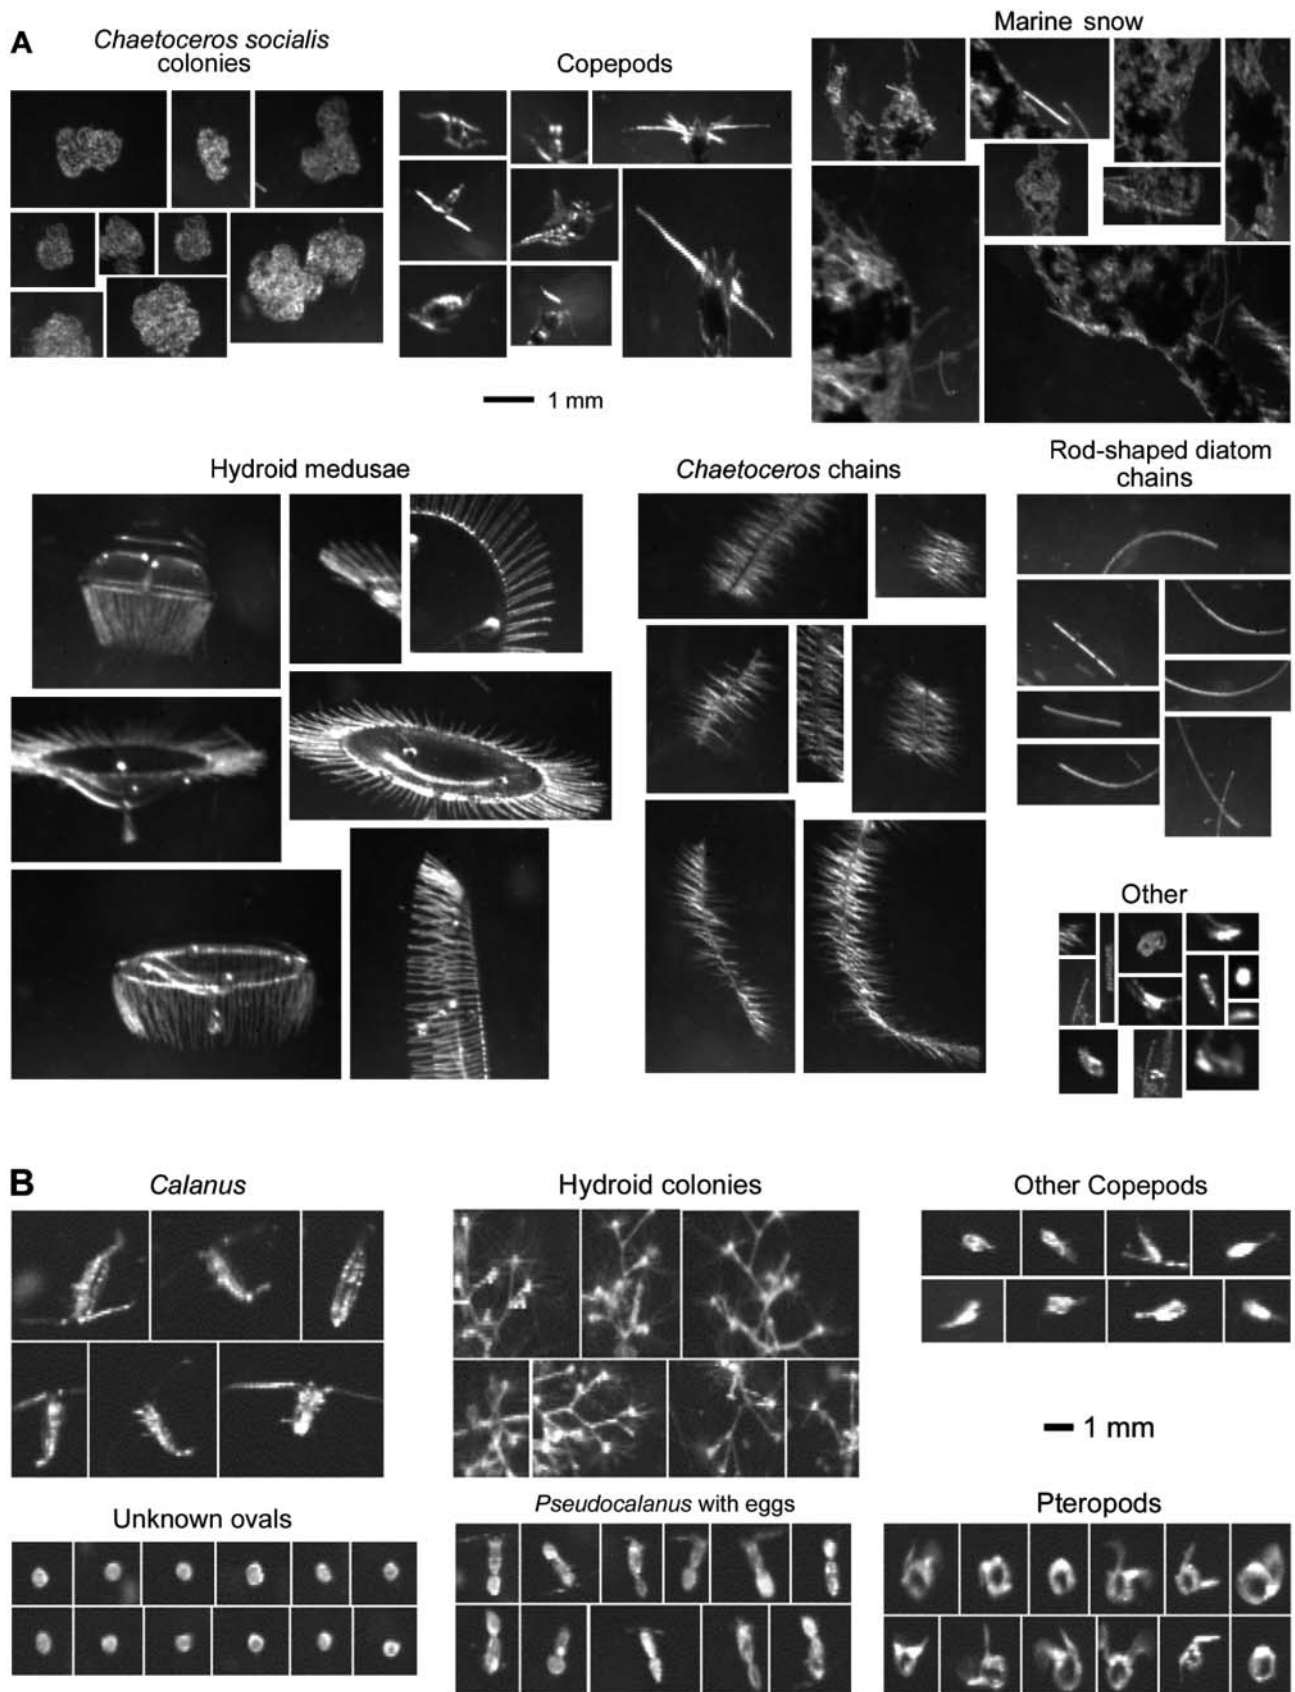 A
Chaetoceros socialis
colonies
Copepods
Marine snow
1 mm
Hydroid medusae
Chaetoceros chains
Rod-shaped diatom
chains
Other
B
Calanus
Hydroid colonies
Other Copepods
1 mm
Unknown ovals
Pseudocalanus with eggs
Pteropods